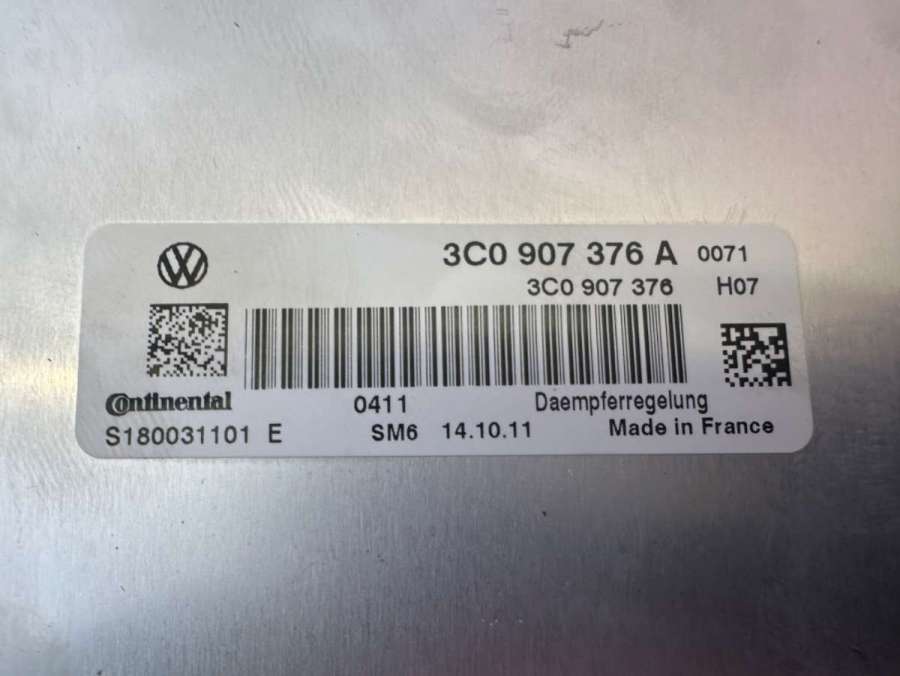 3C0 907 376 A 0071
3C0 907 376 H07
Continental 0411 Daempferregelung
S180031101 E SM6 14.10.11 Made in France